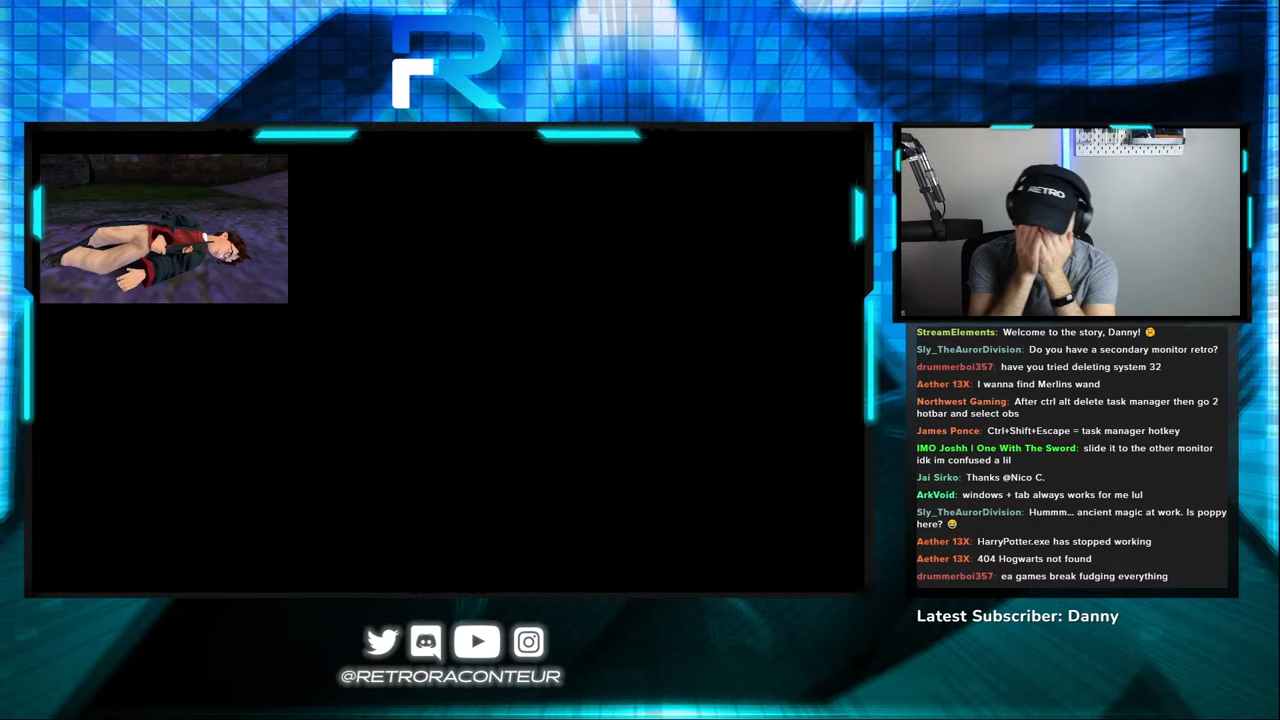 R
RETRO
StreamElements: Welcome to the story, Danny! 🤗
Sly_TheAurorDivision: Do you have a secondary monitor retro?
drummerboi357: have you tried deleting system 32
Aether 13X: I wanna find Merlins wand
Northwest Gaming: After ctrl alt delete task manager then go 2
hotbar and select obs
James Ponce: Ctrl+Shift+Escape = task manager hotkey
IMO Joshh | One With The Sword: slide it to the other monitor
idk im confused a lil
Jai Sirko: Thanks @Nico C.
ArkVoid: windows + tab always works for me lul
Sly_TheAurorDivision: Hummm... ancient magic at work. Is poppy
here? 😅
Aether 13X: HarryPotter.exe has stopped working
Aether 13X: 404 Hogwarts not found
drummerboi357: ea games break fudging everything
Latest Subscriber: Danny
@RETRORACONTEUR